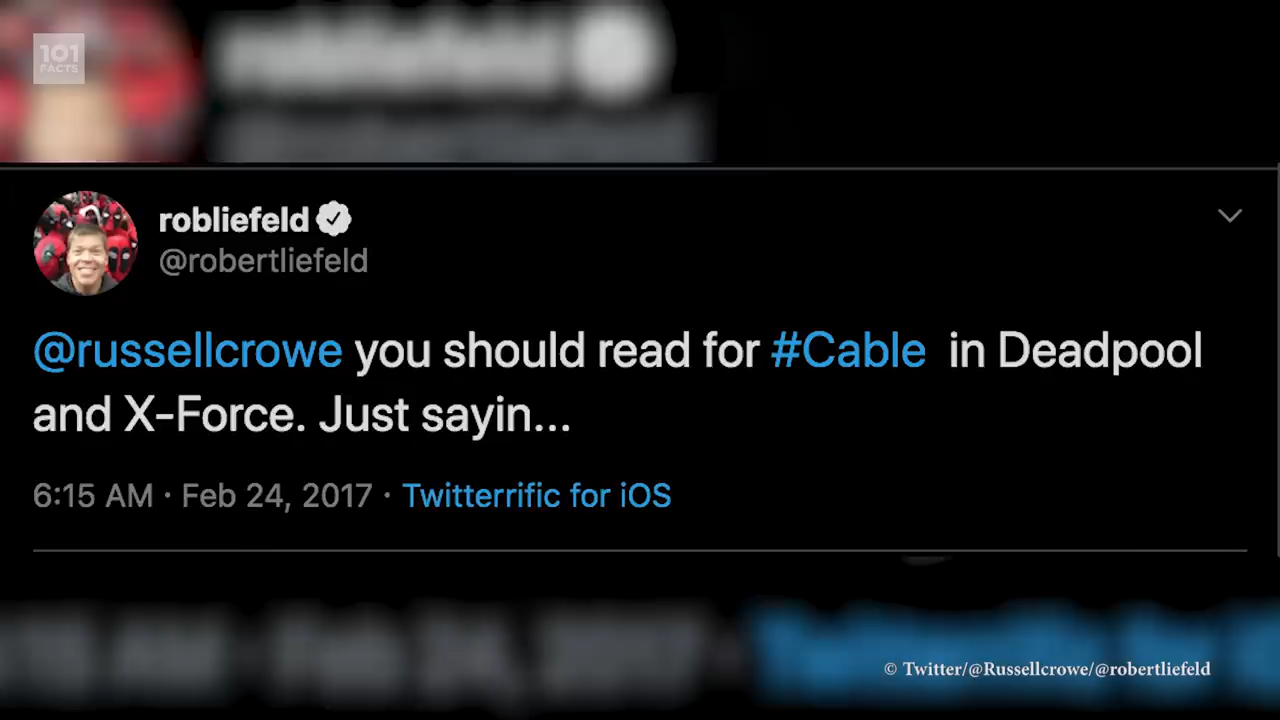 101
FACTS
robliefeld
@robertliefeld
@russellcrowe you should read for #Cable in Deadpool
and X-Force. Just sayin...
6:15 AM · Feb 24, 2017 · Twitterrific for iOS
© Twitter/@Russellcrowe/@robertliefeld